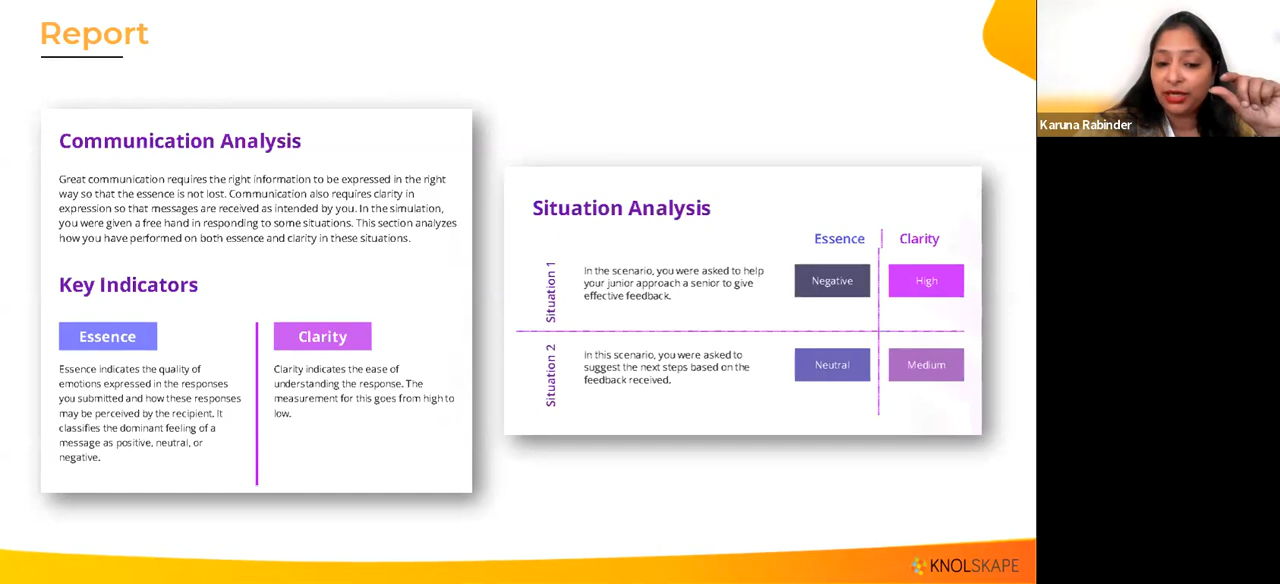 Report
Communication Analysis
Great communication requires the right information to be expressed in the right
way so that the essence is not lost. Communication also requires clarity in
expression so that messages are received as intended by you. In the simulation,
you were given a free hand in responding to some situations. This section analyzes
how you have performed on both essence and clarity in these situations.
Key Indicators
Essence
Essence indicates the quality of
emotions expressed in the responses
you submitted and how these responses
may be perceived by the recipient. It
classifies the dominant feeling of a
message as positive, neutral, or
negative.
Clarity
Clarity indicates the ease of
understanding the response. The
measurement for this goes from high to
low.
Situation Analysis
Essence
Clarity
Situation 1
In the scenario, you were asked to help
your junior approach a senior to give
effective feedback.
Negative
High
Situation 2
In this scenario, you were asked to
suggest the next steps based on the
feedback received.
Neutral
Medium
KNOLSKAPE
Karuna Rabinder